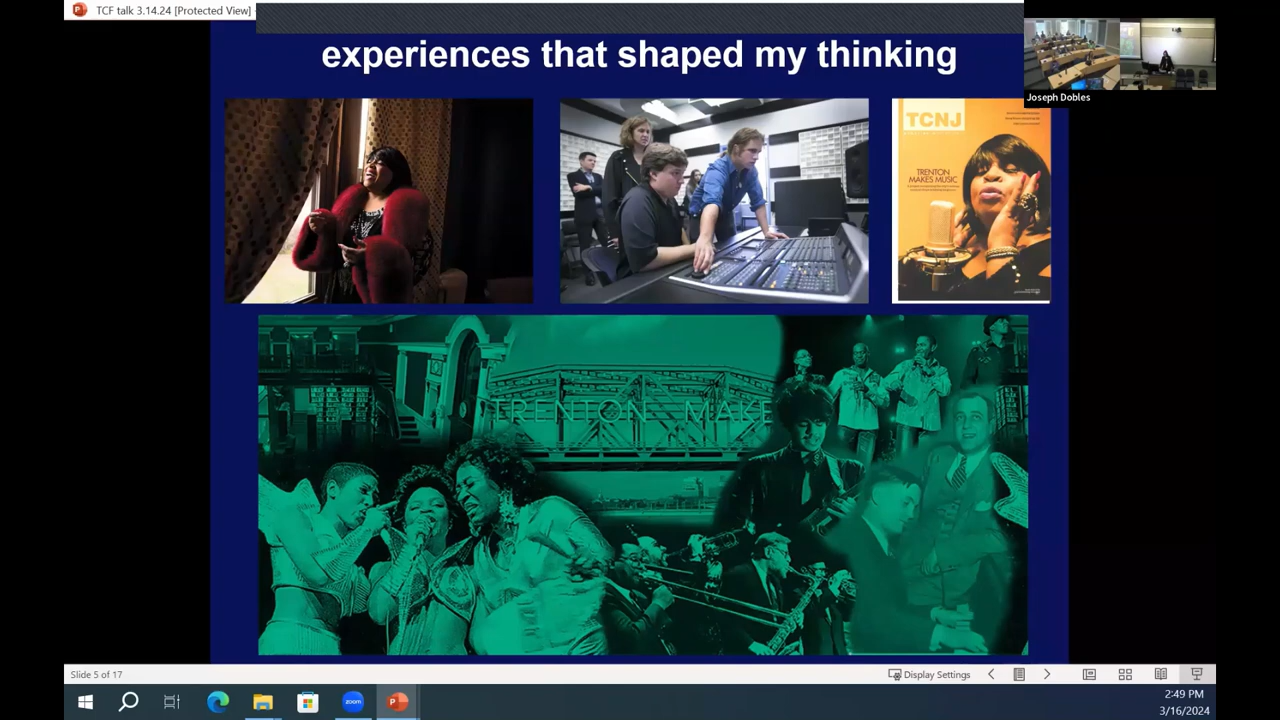 TCF talk 3.14.24 [Protected View]
experiences that shaped my thinking
Joseph Dobles
TCNJ
TRENTON
MAKES MUSIC
TRENTON MAKE
Slide 5 of 17
Display Settings
zoom
2:49 PM
3/16/2024